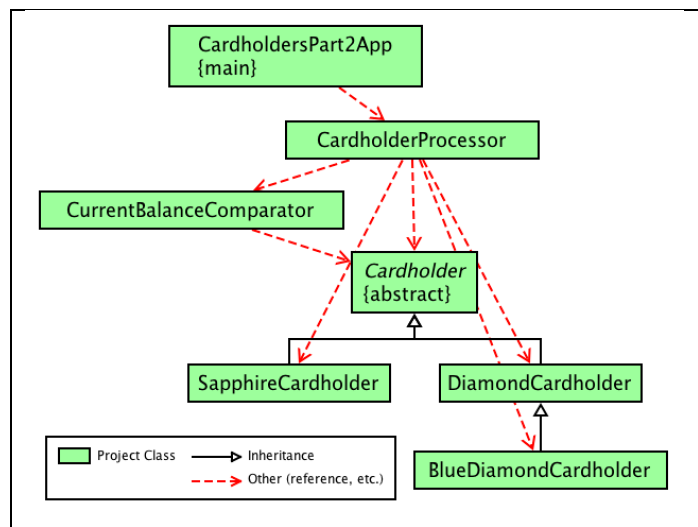 CardholdersPart2App
{main}
CardholderProcessor
CurrentBalanceComparator
Cardholder
{abstract}
SapphireCardholder
DiamondCardholder
BlueDiamondCardholder
Project Class
Inheritance
Other (reference, etc.)